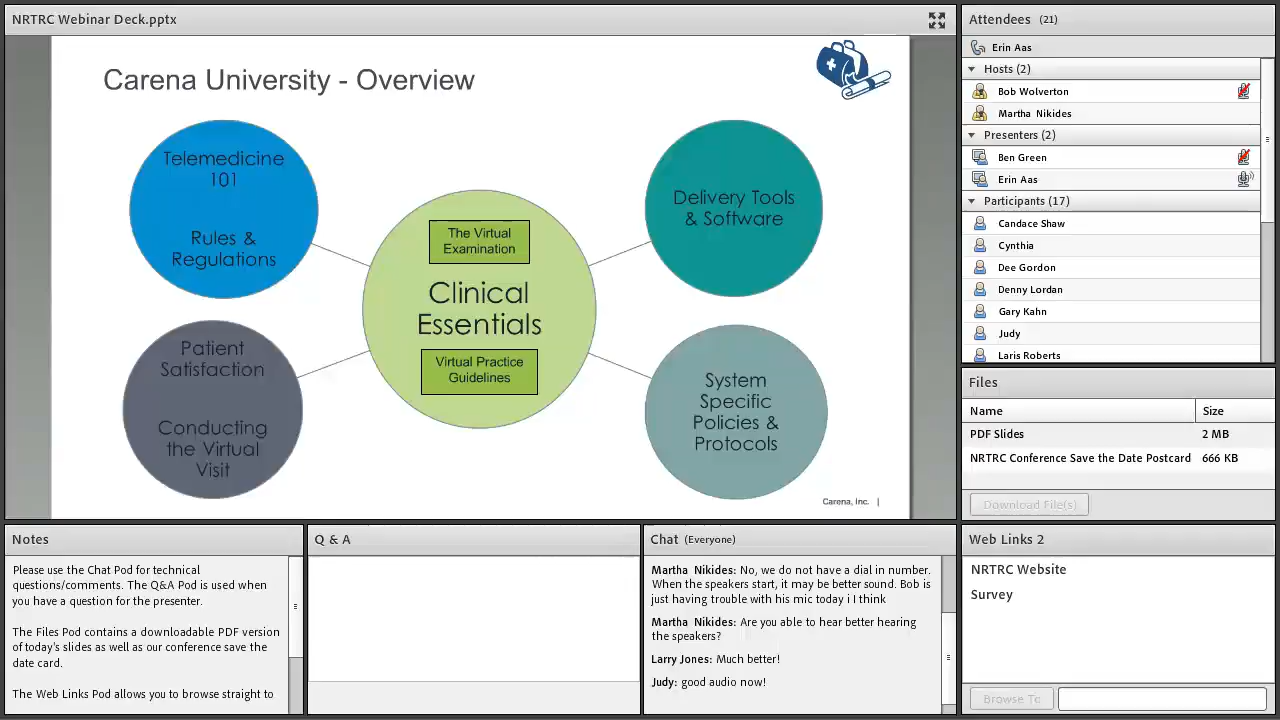 NRTRC Webinar Deck.pptx
Carena University - Overview
Telemedicine
101
Rules &
Regulations
Patient
Satisfaction
Conducting
the Virtual
Visit
The Virtual
Examination
Clinical
Essentials
Virtual Practice
Guidelines
Delivery Tools
& Software
System
Specific
Policies &
Protocols
Carena, Inc. |
Attendees (21)
Erin Aas
Hosts (2)
Bob Wolverton
Martha Nikides
Presenters (2)
Ben Green
Erin Aas
Participants (17)
Candace Shaw
Cynthia
Dee Gordon
Denny Lordan
Gary Kahn
Judy
Laris Roberts
Files
Name Size
PDF Slides 2 MB
NRTRC Conference Save the Date Postcard 666 KB
Download File(s)
Notes
Please use the Chat Pod for technical
questions/comments. The Q&A Pod is used when
you have a question for the presenter.
The Files Pod contains a downloadable PDF version
of today's slides as well as our conference save the
date card.
The Web Links Pod allows you to browse straight to
Q & A
Chat (Everyone)
Martha Nikides: No, we do not have a dial in number.
When the speakers start, it may be better sound. Bob is
just having trouble with his mic today i I think
Martha Nikides: Are you able to hear better hearing
the speakers?
Larry Jones: Much better!
Judy: good audio now!
Web Links 2
NRTRC Website
Survey
Browse To